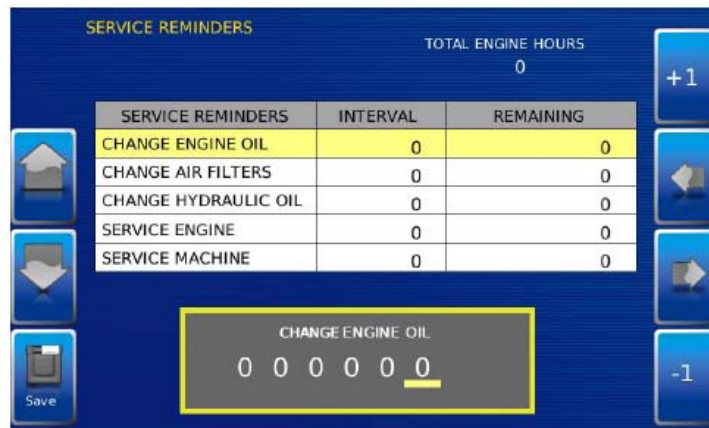 SERVICE REMINDERS
TOTAL ENGINE HOURS
0
+1
SERVICE REMINDERS INTERVAL REMAINING
CHANGE ENGINE OIL 0 0
CHANGE AIR FILTERS 0 0
CHANGE HYDRAULIC OIL 0 0
SERVICE ENGINE 0 0
SERVICE MACHINE 0 0
CHANGE ENGINE OIL
0 0 0 0 0 0
Save
-1